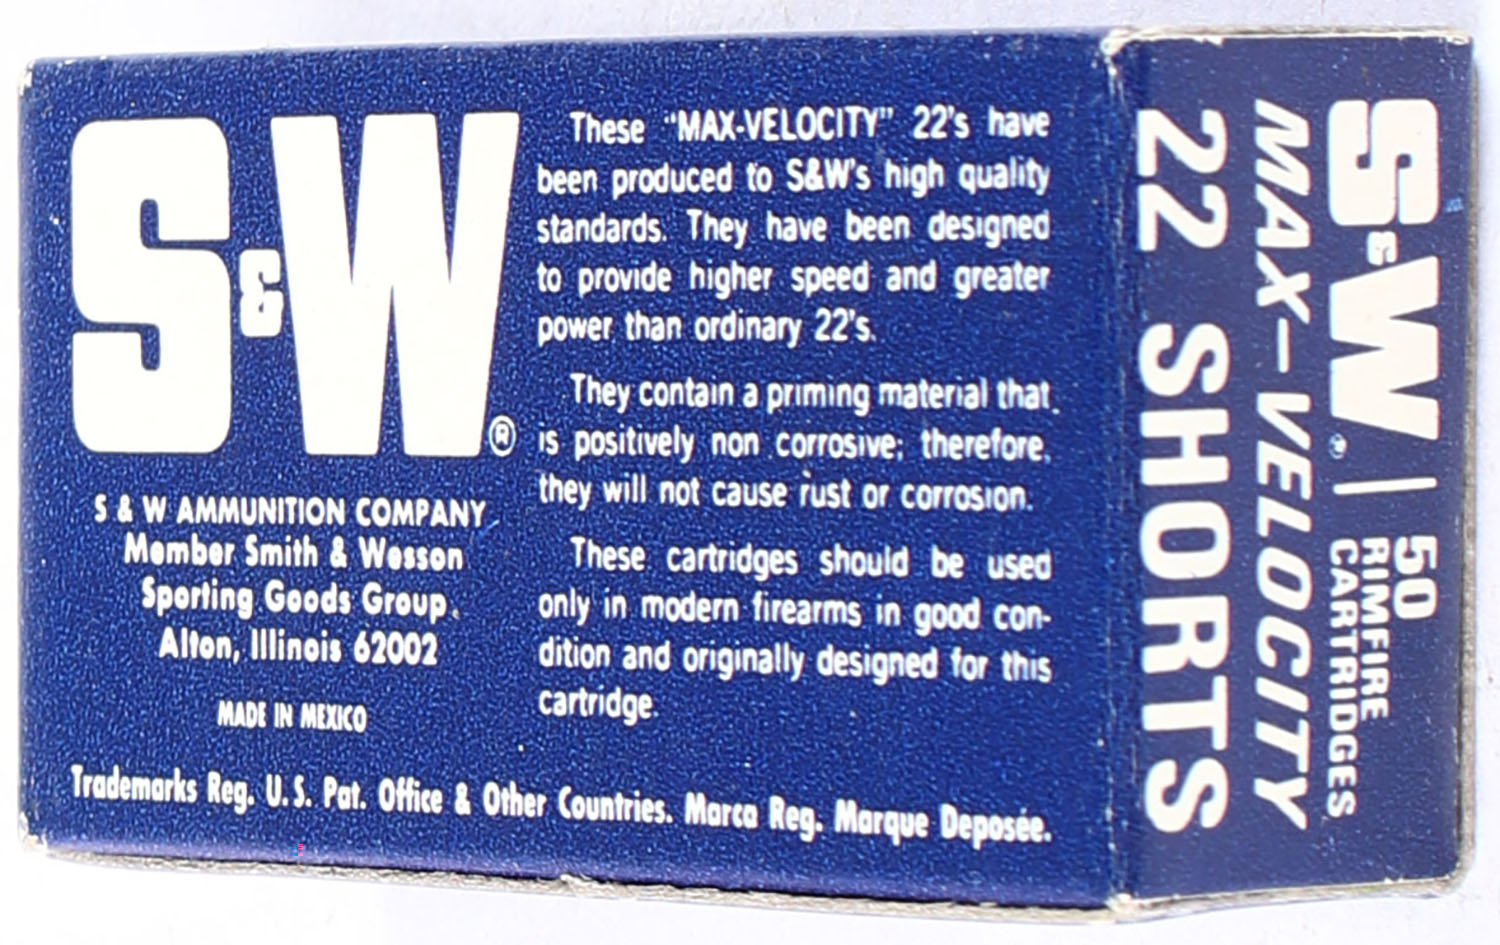 S&W®
S & W AMMUNITION COMPANY
Member Smith & Wesson
Sporting Goods Group.
Alton, Illinois 62002
MADE IN MEXICO
These "MAX-VELOCITY" 22's have
been produced to S&W's high quality
standards. They have been designed
to provide higher speed and greater
power than ordinary 22's.
They contain a priming material that
is positively non corrosive; therefore,
they will not cause rust or corrosion.
These cartridges should be used
only in modern firearms in good con-
dition and originally designed for this
cartridge.
Trademarks Reg. U.S. Pat. Office & Other Countries. Marca Reg. Marque Deposée.
S&W® | 50
RIMFIRE
CARTRIDGES
MAX-VELOCITY
22 SHORTS